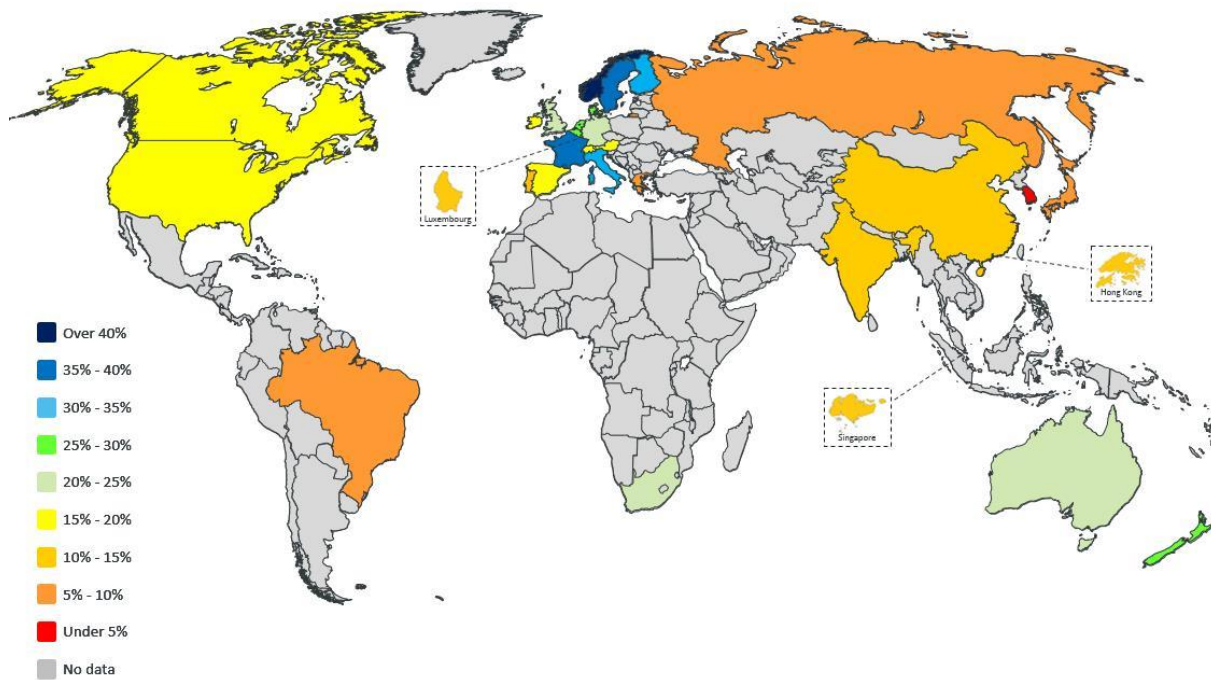 Luxembourg
Hong Kong
Singapore
Over 40%
35% - 40%
30% - 35%
25% - 30%
20% - 25%
15% - 20%
10% - 15%
5% - 10%
Under 5%
No data